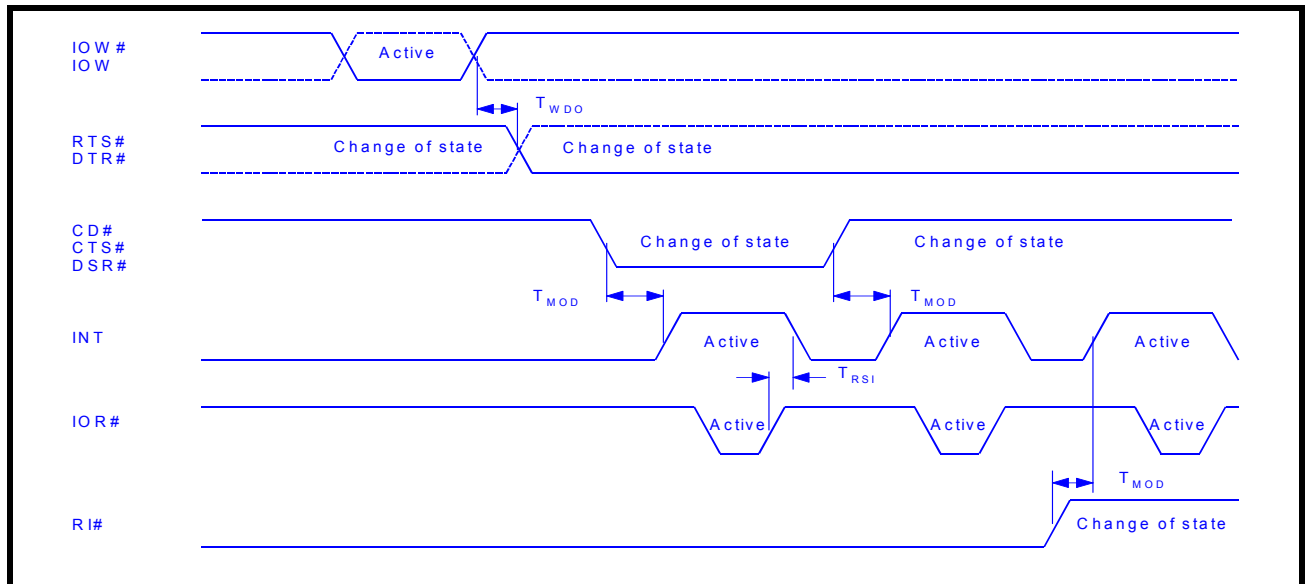 IOW#
IOW
Active
TWDO
RTS#
DTR#
Change of state
Change of state
CD#
CTS#
DSR#
Change of state
Change of state
TMOD
TMOD
INT
Active
Active
Active
TRSI
IOR#
Active
Active
Active
TMOD
RI#
Change of state